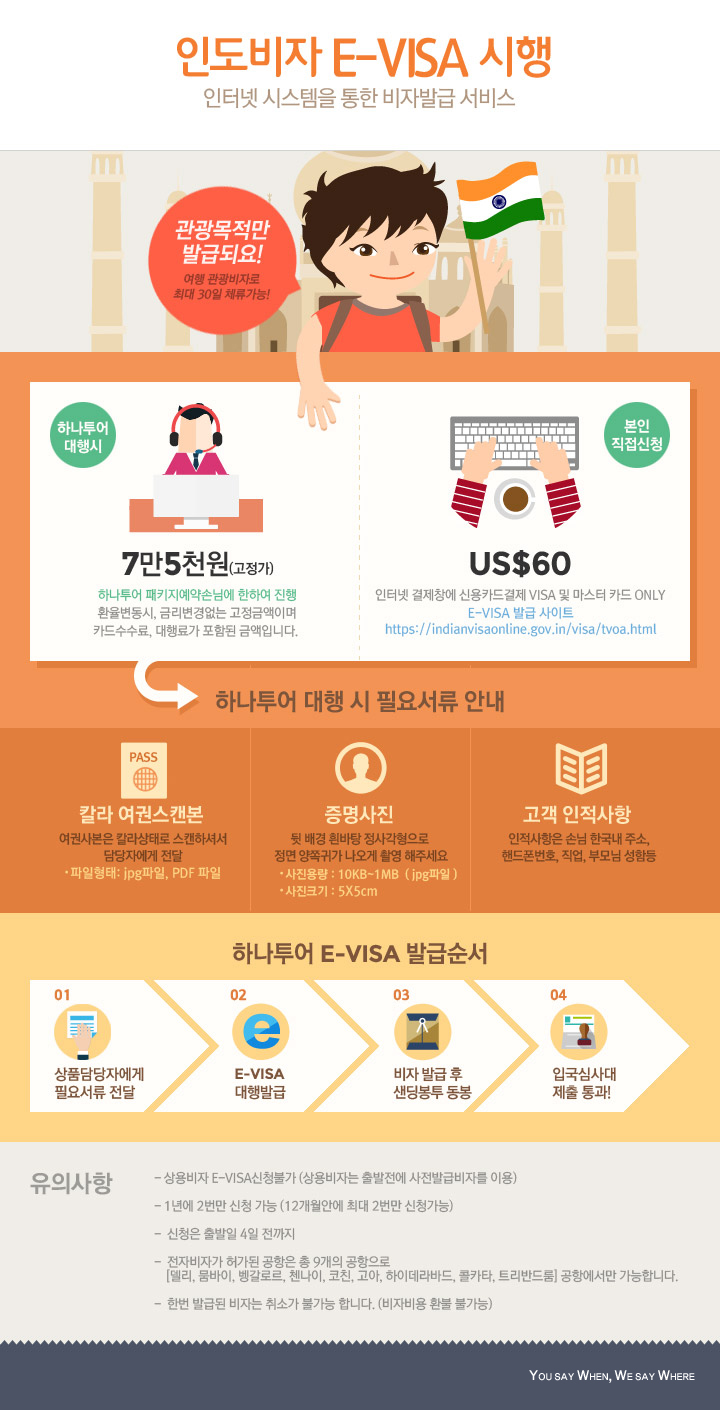 인도비자 E-VISA 시행
인터넷 시스템을 통한 비자발급 서비스
관광목적만
발급되요!
여행 관광비자로
최대 30일 체류가능!
하나투어
대행시
본인
직접신청
7만5천원(고정가)
하나투어 패키지예약손님에 한하여 진행
환율변동시, 금리변경없는 고정금액이며
카드수수료, 대행료가 포함된 금액입니다.
US$60
인터넷 결제창에 신용카드결제 VISA 및 마스터 카드 ONLY
E-VISA 발급 사이트
https://indianvisaonline.gov.in/visa/tvoa.html
하나투어 대행 시 필요서류 안내
PASS
칼라 여권스캔본
여권사본은 칼라상태로 스캔하셔서
담당자에게 전달
·파일형태: jpg파일, PDF 파일
증명사진
뒷 배경 흰바탕 정사각형으로
정면 양쪽귀가 나오게 촬영 해주세요
·사진용량 : 10KB~1MB ( jpg파일 )
·사진크기 : 5X5cm
고객 인적사항
인적사항은 손님 한국내 주소,
핸드폰번호, 직업, 부모님 성함등
하나투어 E-VISA 발급순서
01
상품담당자에게
필요서류 전달
02
E-VISA
대행발급
03
비자 발급 후
샌딩봉투 동봉
04
입국심사대
제출 통과!
유의사항
- 상용비자 E-VISA신청불가 (상용비자는 출발전에 사전발급비자를 이용)
- 1년에 2번만 신청 가능 (12개월안에 최대 2번만 신청가능)
- 신청은 출발일 4일 전까지
- 전자비자가 허가된 공항은 총 9개의 공항으로
[델리, 뭄바이, 벵갈로르, 첸나이, 코친, 고아, 하이데라바드, 콜카타, 트리반드룸] 공항에서만 가능합니다.
- 한번 발급된 비자는 취소가 불가능 합니다. (비자비용 환불 불가능)
YOU SAY WHEN, WE SAY WHERE